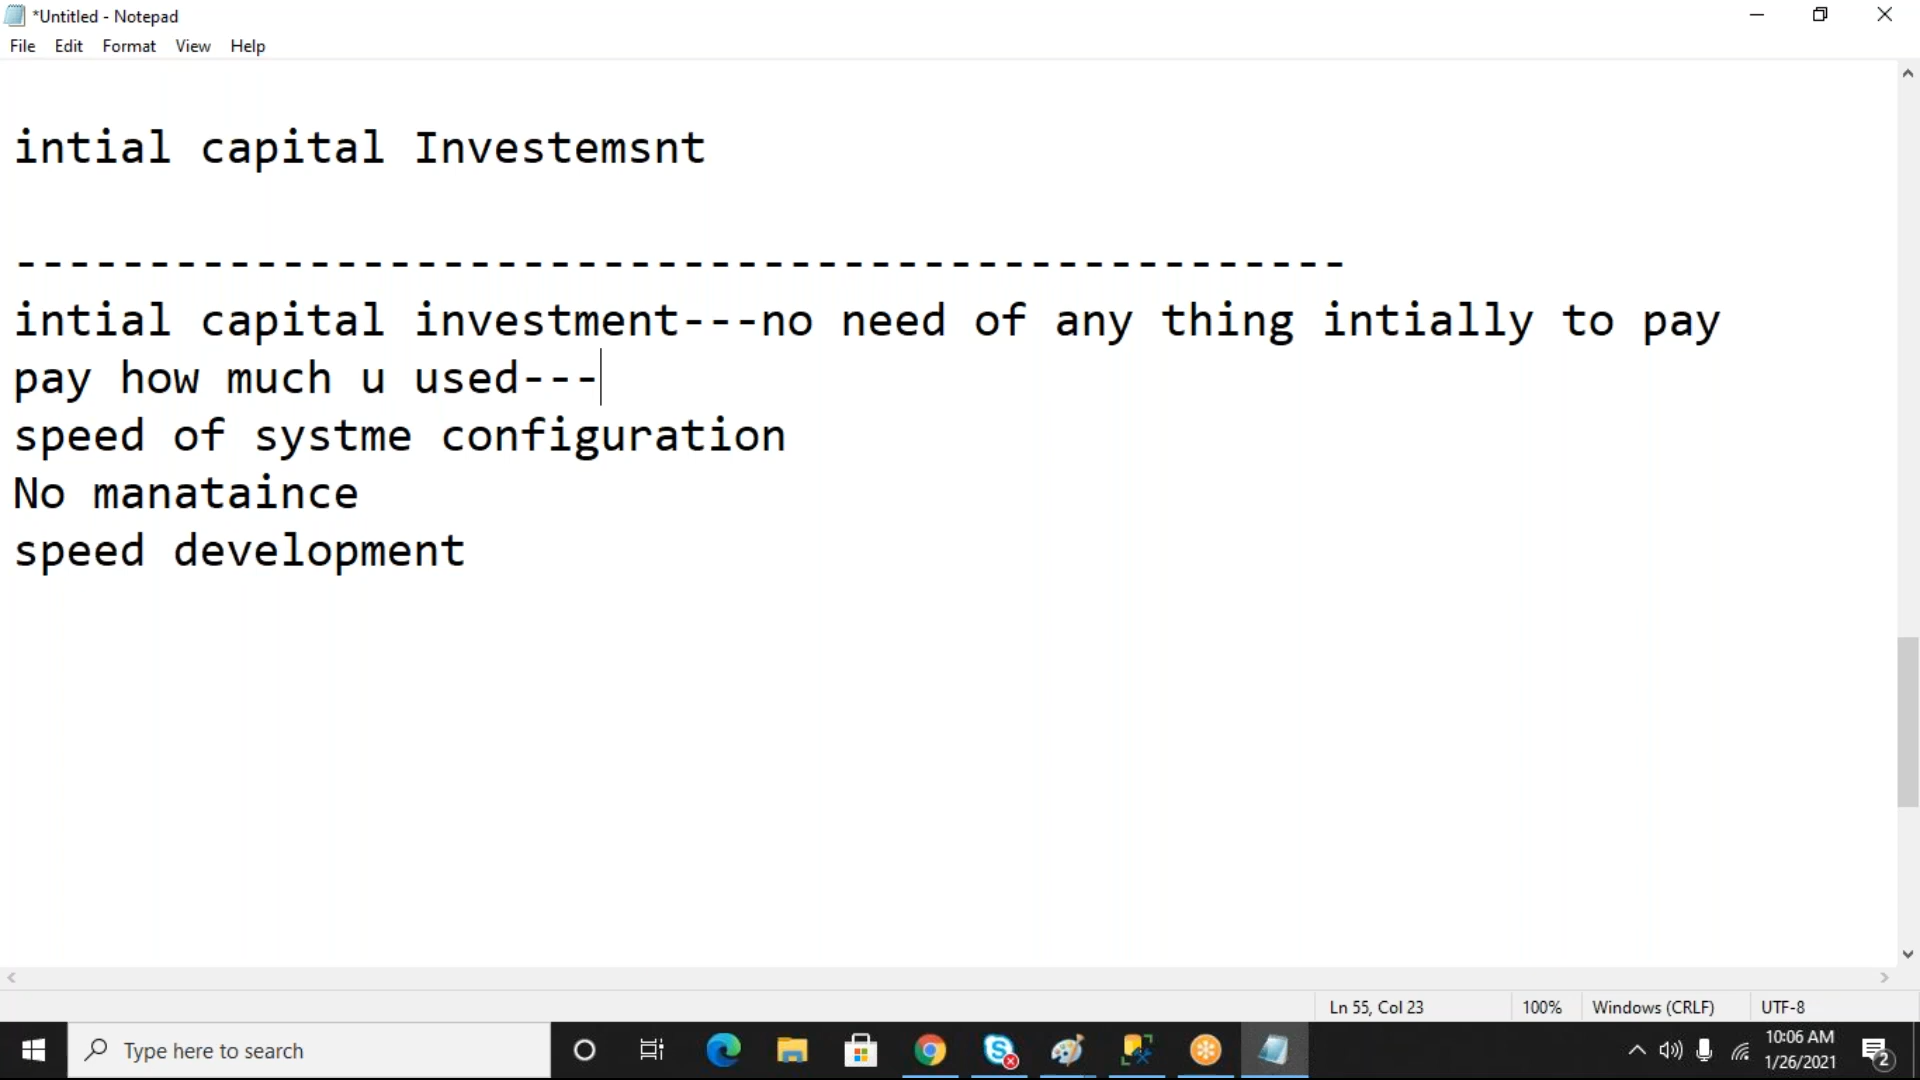 *Untitled - Notepad
File Edit Format View Help
intial capital Investemsnt
--------------------------------------------------
intial capital investment---no need of any thing intially to pay
pay how much u used---
speed of systme configuration
No manataince
speed development
Ln 55, Col 23 100% Windows (CRLF) UTF-8
Type here to search
10:06 AM
1/26/2021
2